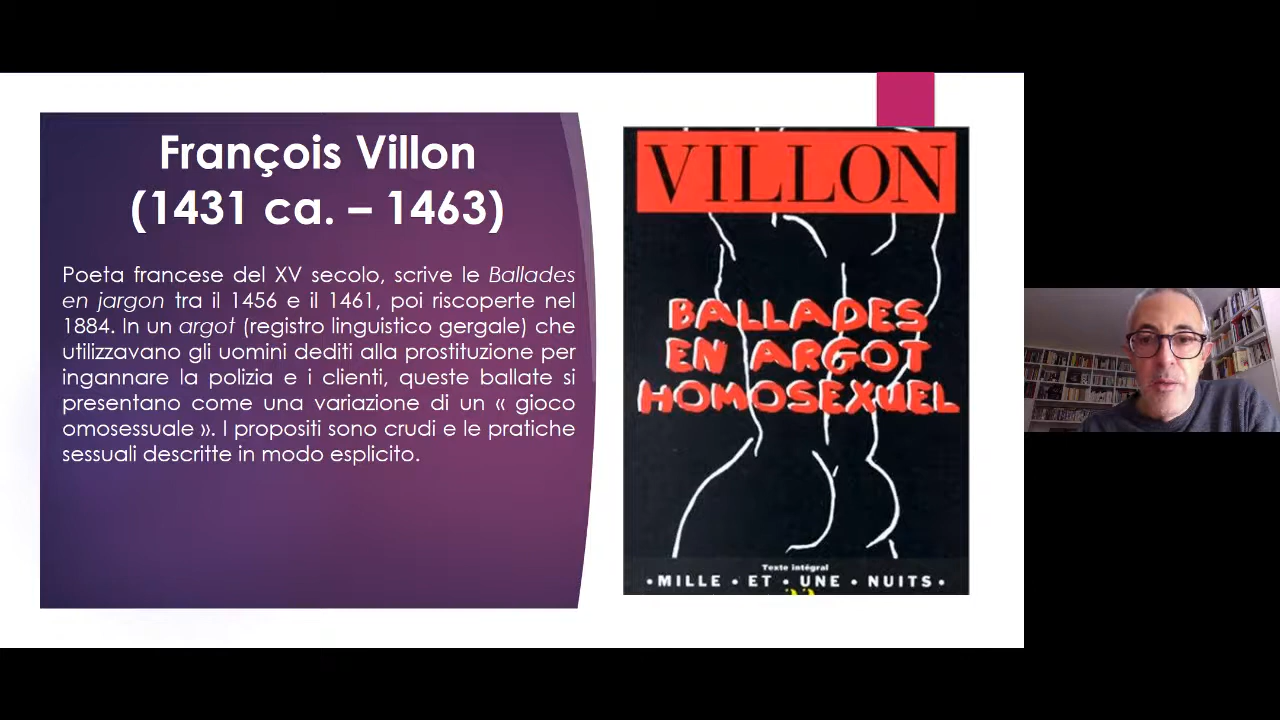 François Villon
(1431 ca. – 1463)
Poeta francese del XV secolo, scrive le Ballades
en jargon tra il 1456 e il 1461, poi riscoperte nel
1884. In un argot (registro linguistico gergale) che
utilizzavano gli uomini dediti alla prostituzione per
ingannare la polizia e i clienti, queste ballate si
presentano come una variazione di un « gioco
omosessuale ». I propositi sono crudi e le pratiche
sessuali descritte in modo esplicito.
VILLON
BALLADES
EN ARGOT
HOMOSEXUEL
Texte intégral
•MILLE • ET • UNE • NUITS•